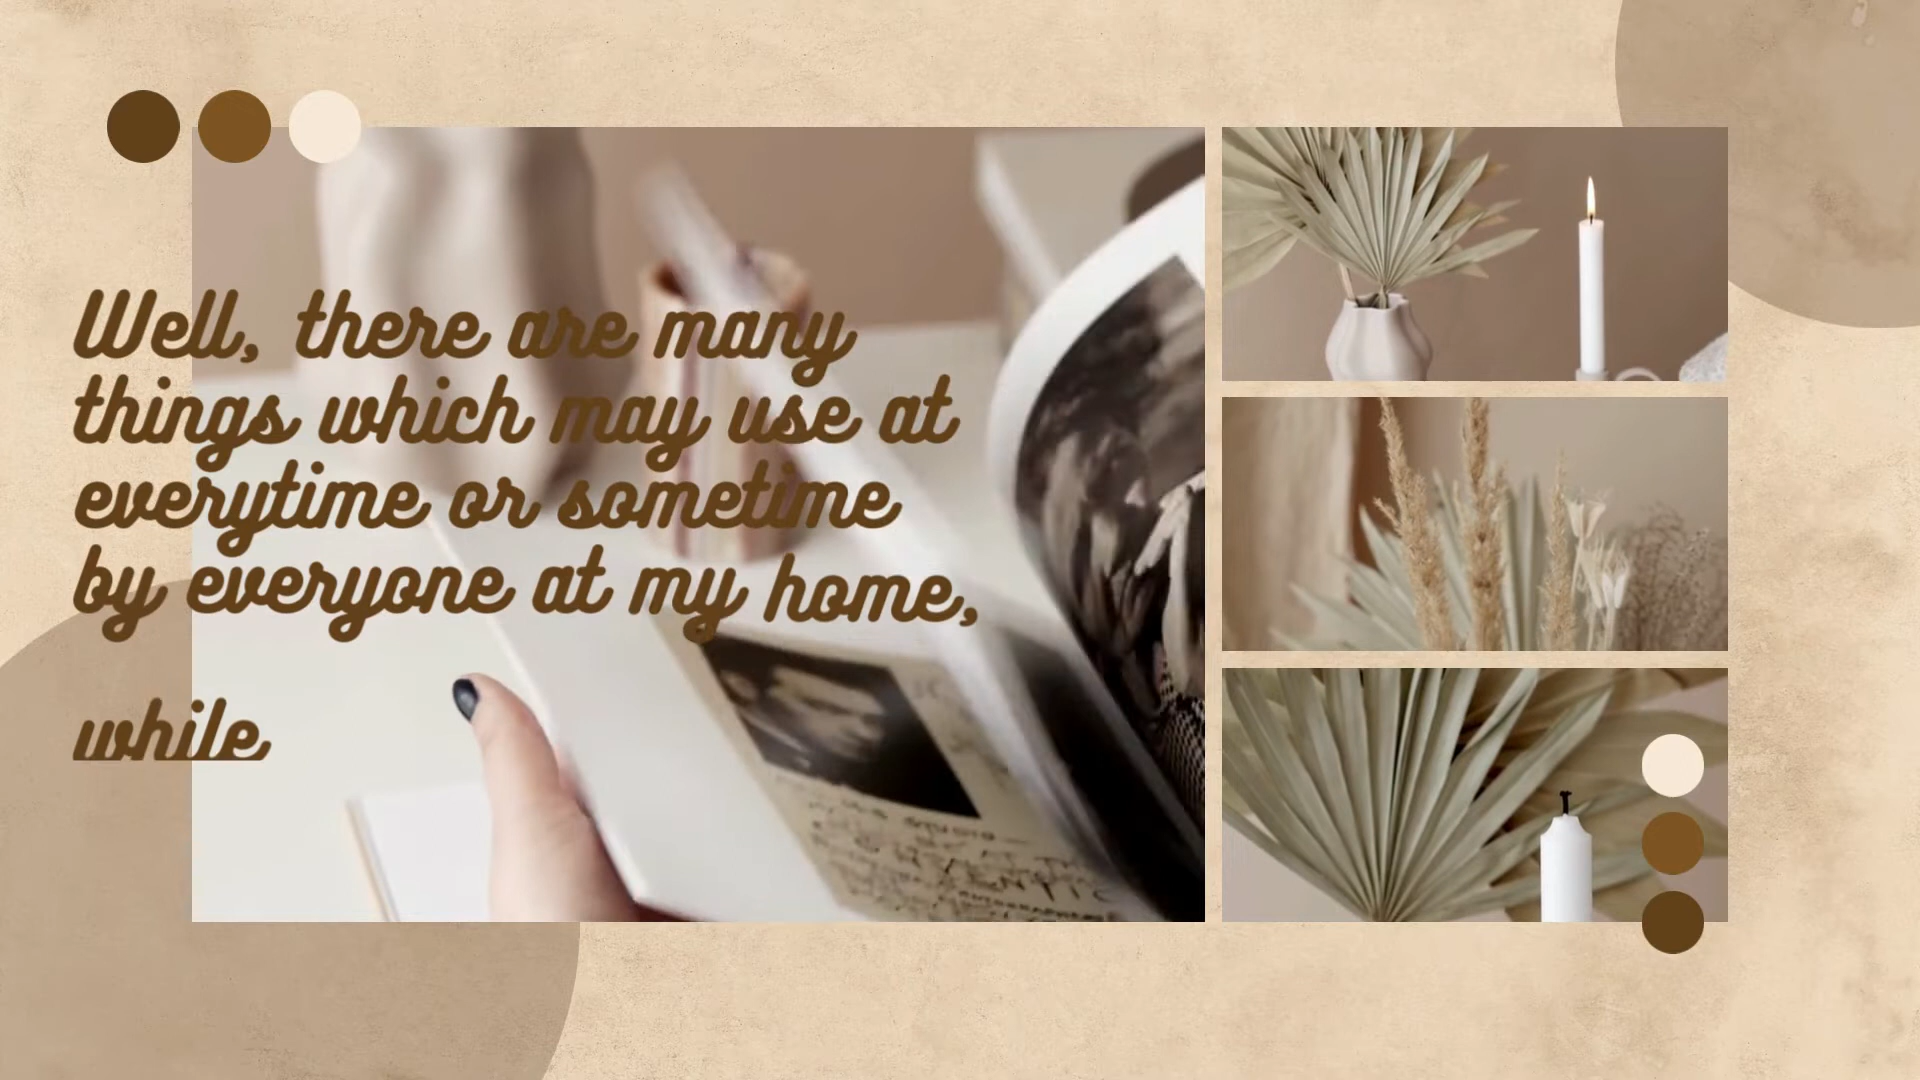 Well, there are many
things which may use at
everytime or sometime
by everyone at my home,
while